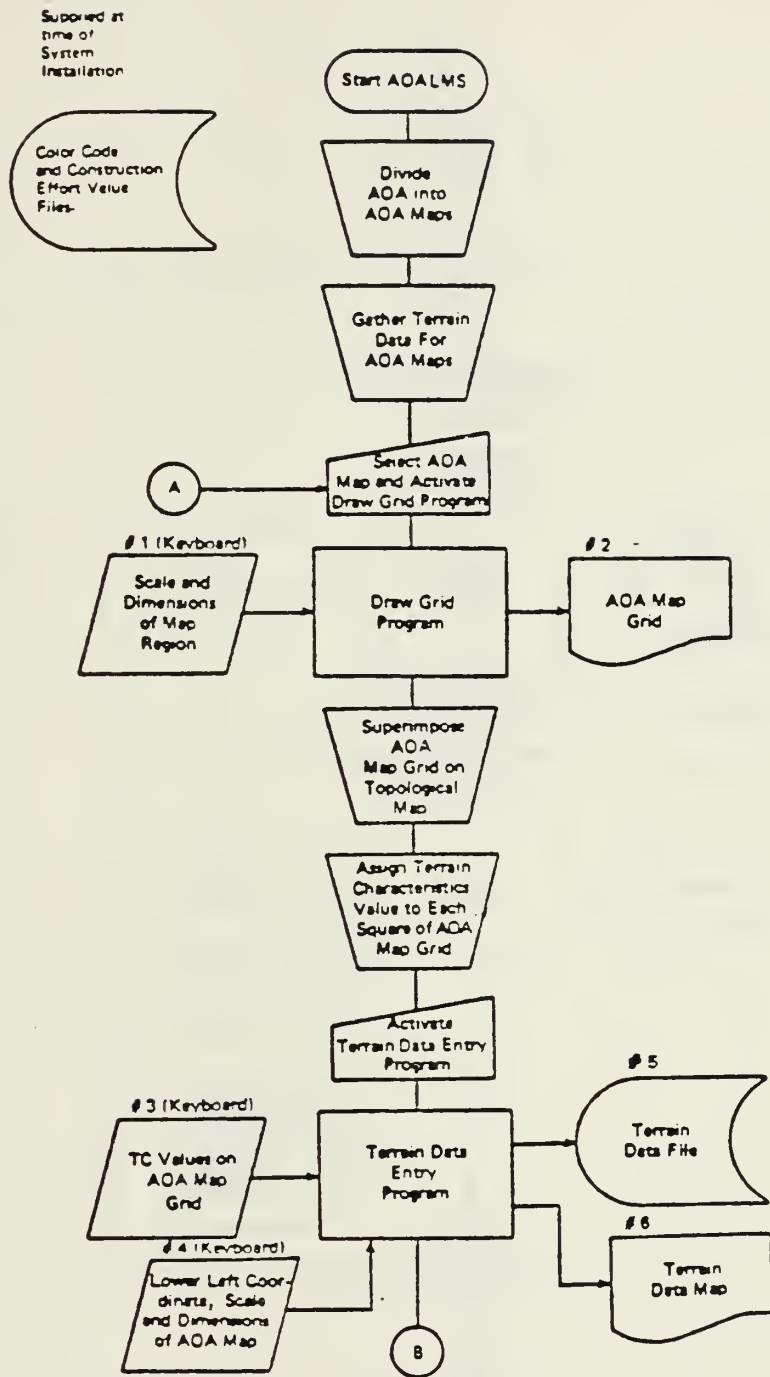 Suponed at
time of
System
Installation
Start AOALMS
Color Code
and Construction
Effort Value
Files-
Divide
AOA into
AOA Maps
Gather Terrain
Data For
AOA Maps
Select AOA
Map and Activate
Draw Grid Program
A
#1 (Keyboard)
Scale and
Dimensions
of Map
Region
Draw Grid
Program
#2 -
AOA Map
Grid
Superimpose
AOA
Map Grid on
Topological
Map
Assign Terrain
Characteristics
Value to Each
Square of AOA
Map Grid
Activate
Terrain Data Entry
Program
#3 (Keyboard)
TC Values on
AOA Map
Grid
Terrain Data
Entry
Program
#5
Terrain
Data File
#4 (Keyboard)
Lower Left Coor-
dinate, Scale
and Dimensions
of AOA Map
#6
Terrain
Data Map
B